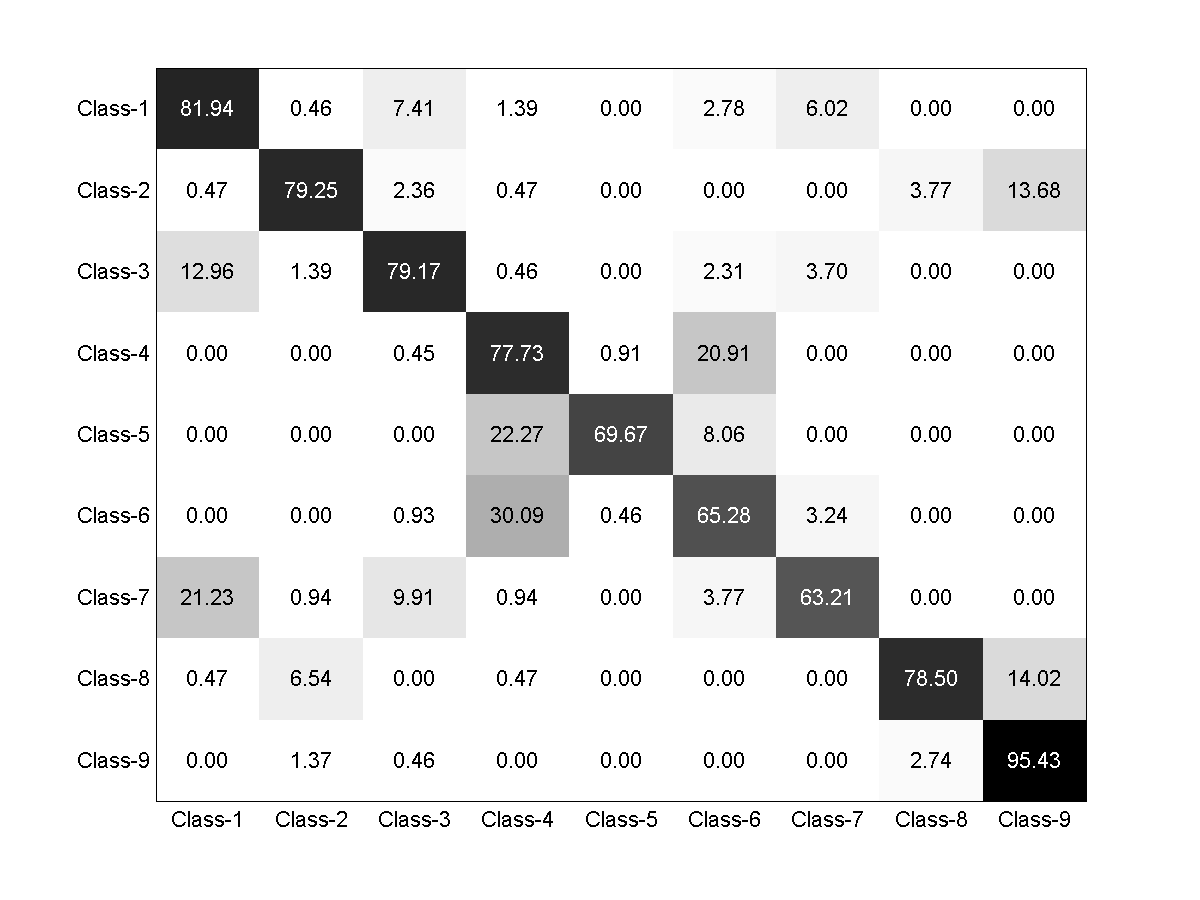 Class-1 81.94 0.46 7.41 1.39 0.00 2.78 6.02 0.00 0.00
Class-2 0.47 79.25 2.36 0.47 0.00 0.00 0.00 3.77 13.68
Class-3 12.96 1.39 79.17 0.46 0.00 2.31 3.70 0.00 0.00
Class-4 0.00 0.00 0.45 77.73 0.91 20.91 0.00 0.00 0.00
Class-5 0.00 0.00 0.00 22.27 69.67 8.06 0.00 0.00 0.00
Class-6 0.00 0.00 0.93 30.09 0.46 65.28 3.24 0.00 0.00
Class-7 21.23 0.94 9.91 0.94 0.00 3.77 63.21 0.00 0.00
Class-8 0.47 6.54 0.00 0.47 0.00 0.00 0.00 78.50 14.02
Class-9 0.00 1.37 0.46 0.00 0.00 0.00 0.00 2.74 95.43
Class-1 Class-2 Class-3 Class-4 Class-5 Class-6 Class-7 Class-8 Class-9